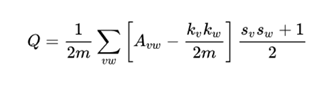 Q = \frac{1}{2m} \sum_{vw} \left[ A_{vw} - \frac{k_v k_w}{2m} \right] \frac{s_v s_w + 1}{2}